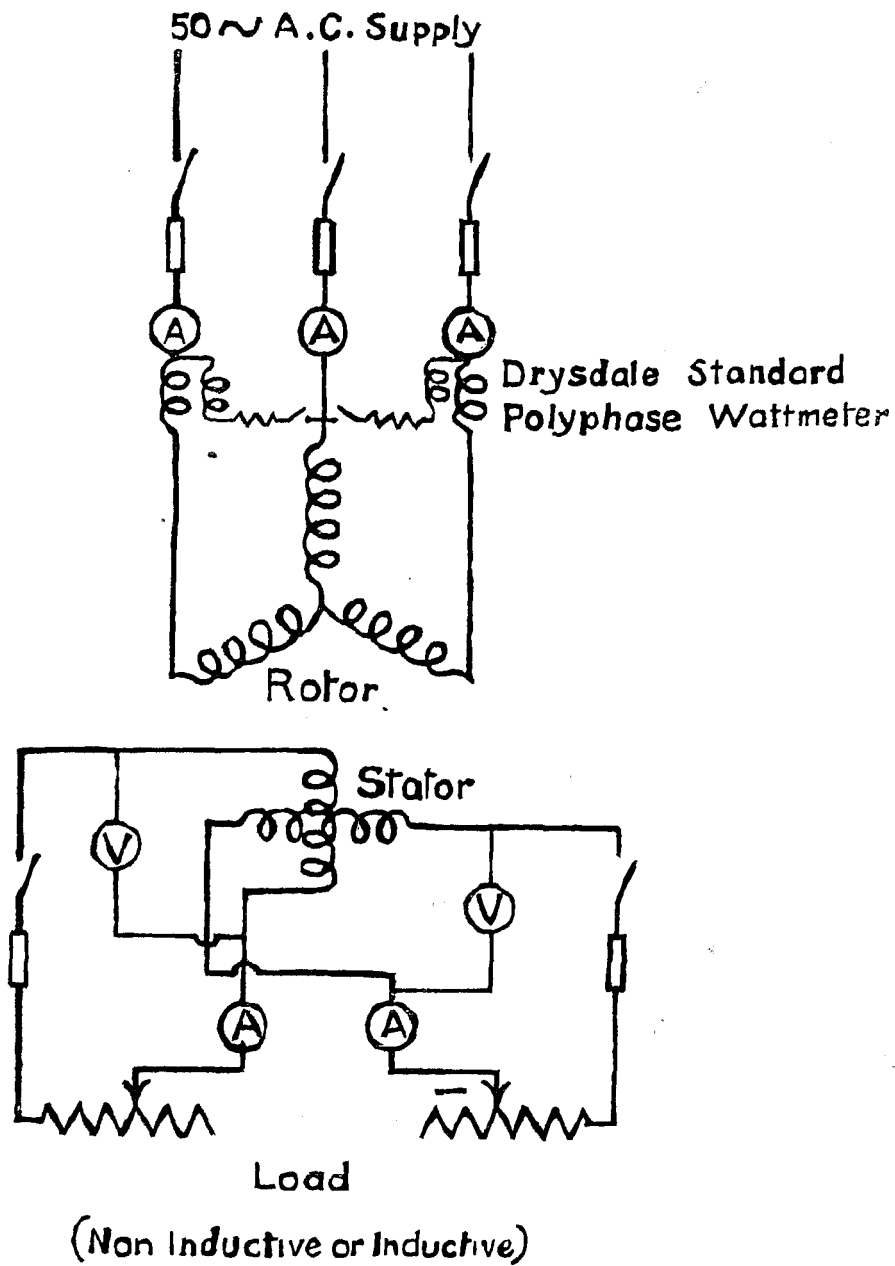 50 ~ A.C. Supply
A
A
A
Drysdale Standard
Polyphase Wattmeter
Rotor
Stator
V
V
A
A
Load
(Non Inductive or Inductive)